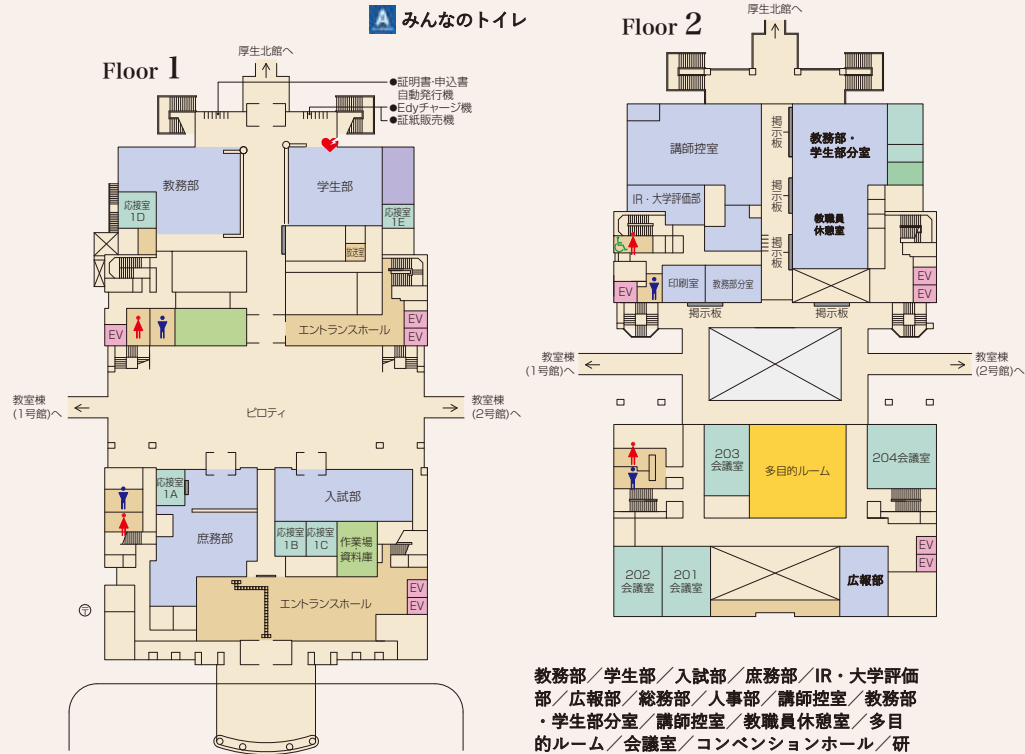 みんなのトイレ
Floor 1
厚生北館へ
●証明書・申込書
自動発行機
●Edyチャージ機
●証紙販売機
教務部
学生部
応接室
1D
応接室
1E
放送室
EV
EV
EV
エントランスホール
教室棟
(1号館)へ
ピロティ
教室棟
(2号館)へ
応接室
1A
入試部
庶務部
応接室
1B
応接室
1C
作業場
資料庫
エントランスホール
EV
EV
Floor 2
厚生北館へ
講師控室
掲示板
教務部・
学生部分室
IR・大学評価部
掲示板
教職員
休憩室
掲示板
EV
印刷室
教務部分室
EV
EV
掲示板
掲示板
教室棟
(1号館)へ
教室棟
(2号館)へ
203
会議室
多目的ルーム
204会議室
202
会議室
201
会議室
広報部
EV
EV
教務部／学生部／入試部／庶務部／IR・大学評価
部／広報部／総務部／人事部／講師控室／教務部
・学生部分室／講師控室／教職員休憩室／多目
的ルーム／会議室／コンベンションホール／研